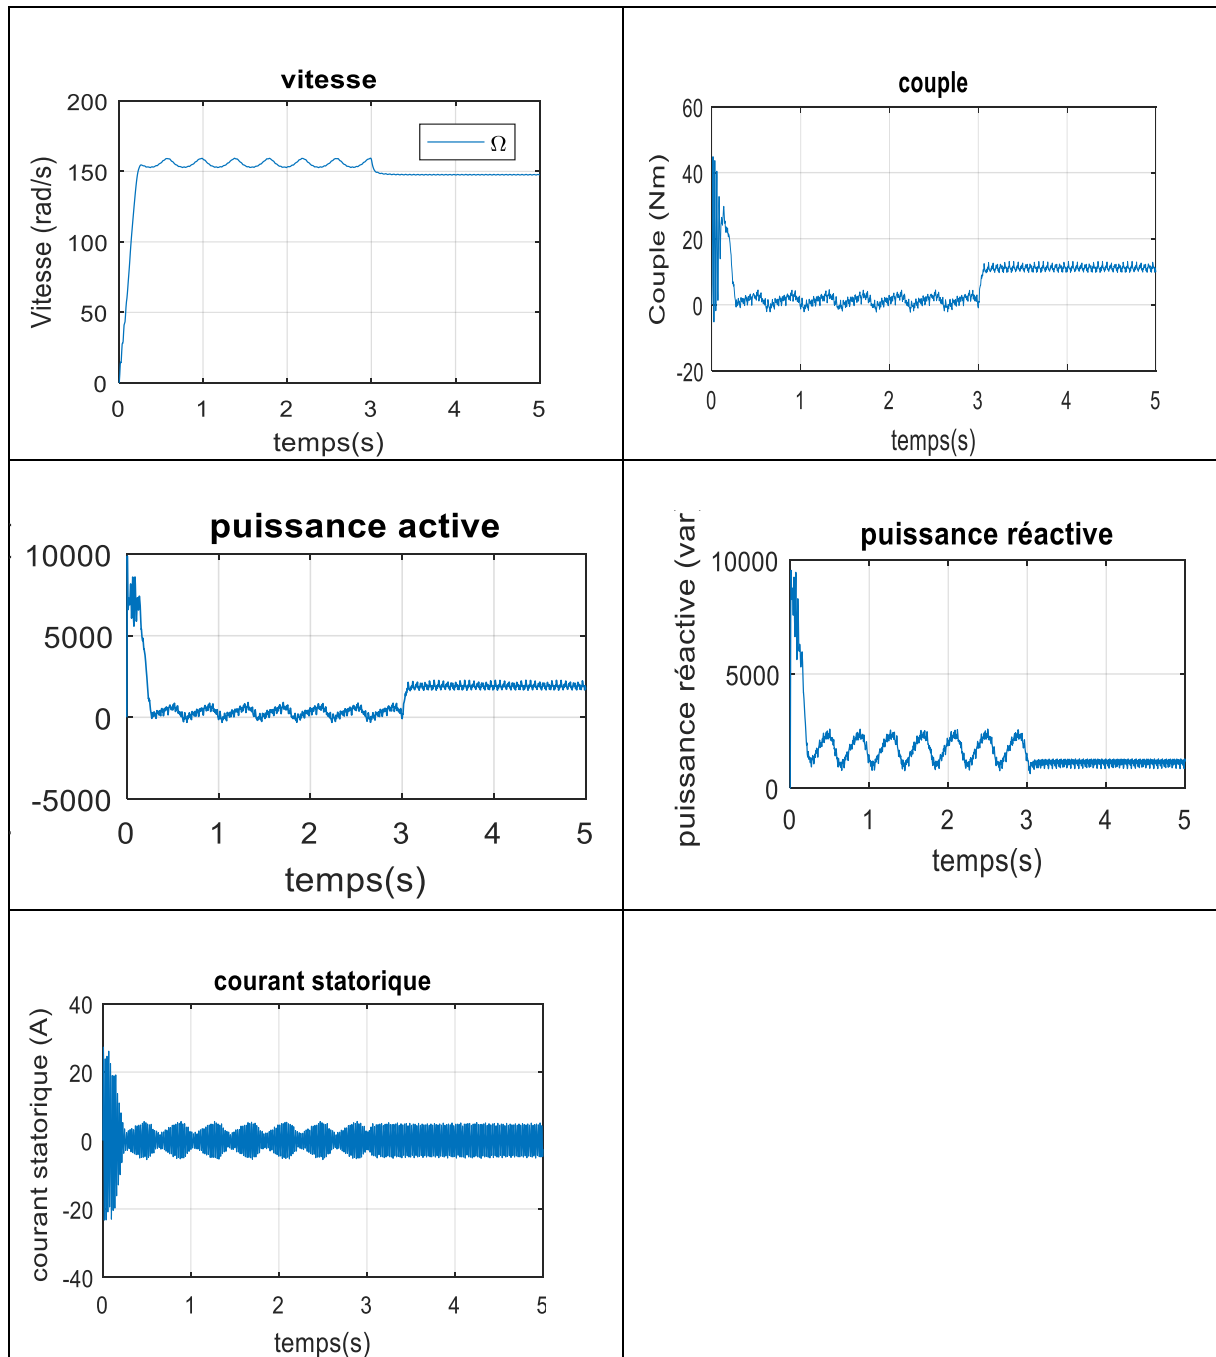 vitesse
Vitesse (rad/s)
200
150
100
50
0
Ω
0 1 2 3 4 5
temps(s)
couple
Couple (Nm)
60
40
20
0
-20
0 1 2 3 4 5
temps(s)
puissance active
10000
5000
0
-5000
0 1 2 3 4 5
temps(s)
puissance réactive
puissance réactive (var
10000
5000
0
0 1 2 3 4 5
temps(s)
courant statorique
courant statorique (A)
40
20
0
-20
-40
0 1 2 3 4 5
temps(s)